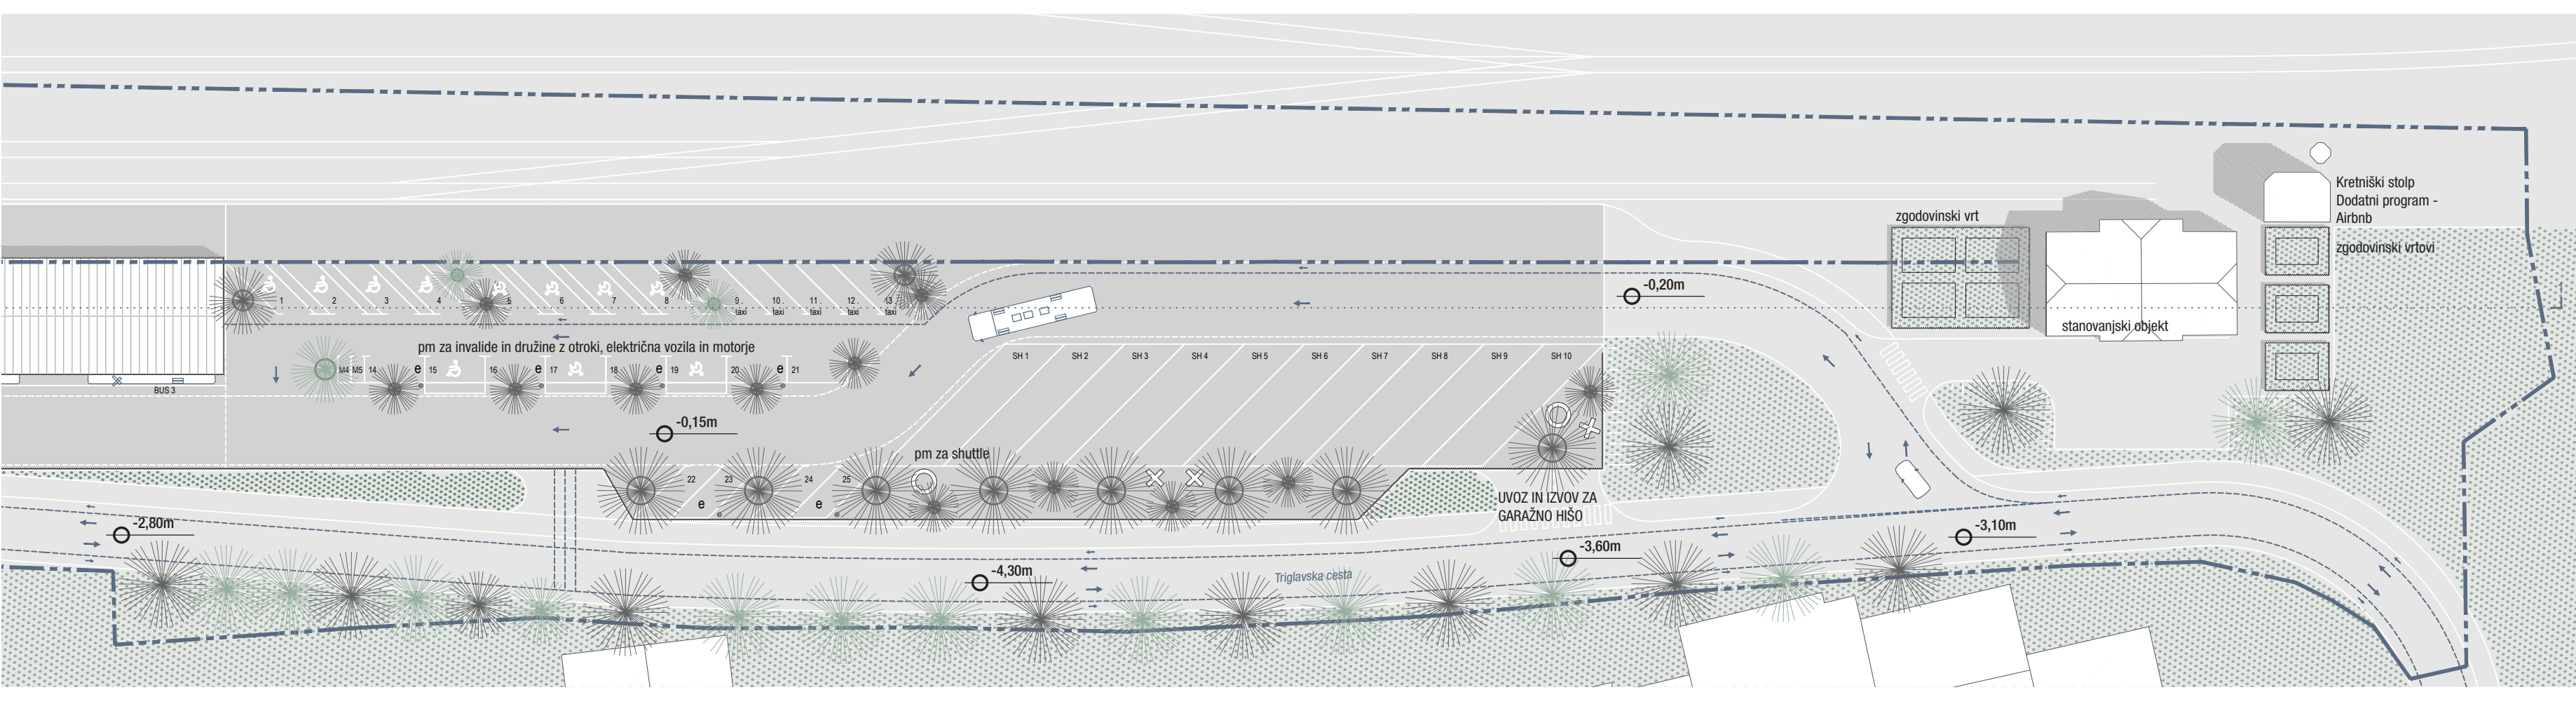 Kretniški stolp
Dodatni program -
Airbnb
zgodovinski vrt
zgodovinski vrtovi
stanovanjski objekt
-0,20m
1 2 3 4 5 6 7 8 9 . 10 . 11 . 12 . 13
taxi taxi taxi taxi taxi
pm za invalide in družine z otroki, električna vozila in motorje
SH 1 SH 2 SH 3 SH 4 SH 5 SH 6 SH 7 SH 8 SH 9 SH 10
M4 M5 14 e 15 16 e 17 18 e 19 20 e 21
BUS 3
-0,15m
pm za shuttle
22 23 24 25
e e
UVOZ IN IZVOV ZA
GARAŽNO HIŠO
-2,80m
-3,10m
-3,60m
-4,30m
Triglavska cesta